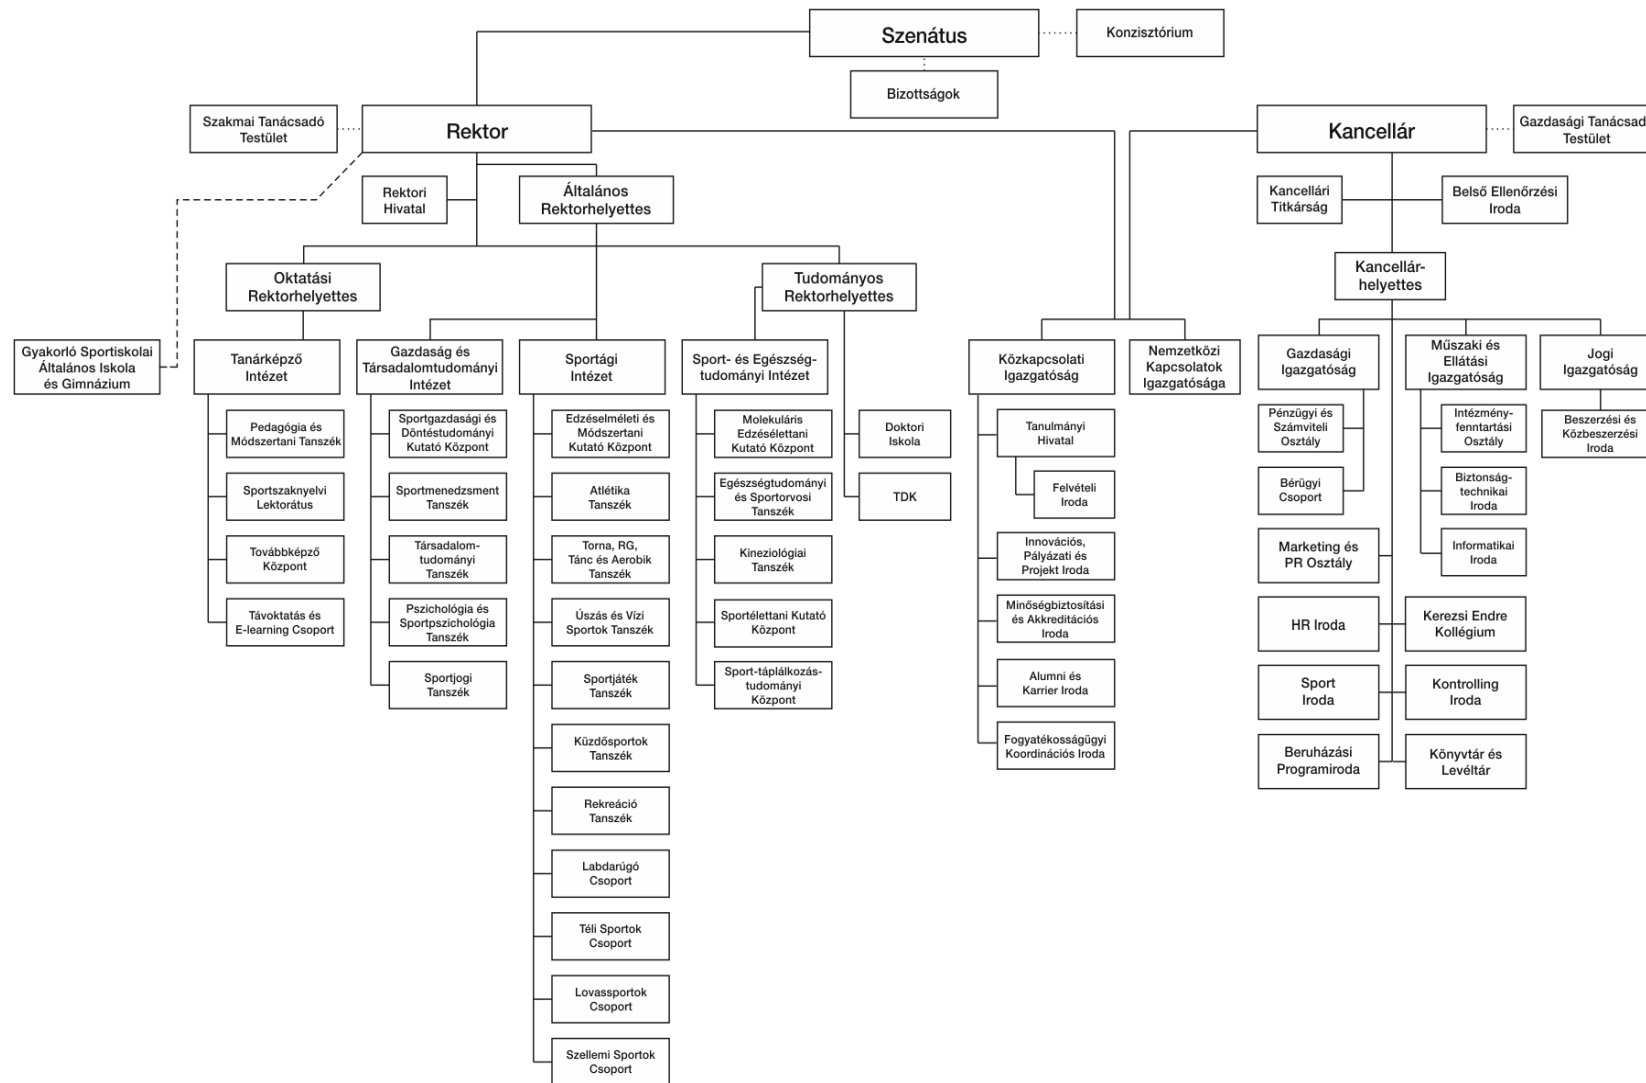 Szenátus
Konzisztórium
Bizottságok
Szakmai Tanácsadó
Testület
Rektor
Kancellár
Gazdasági Tanácsad
Testület
Rektori
Hivatal
Általános
Rektorhelyettes
Kancellári
Titkárság
Belső Ellenőrzési
Iroda
Oktatási
Rektorhelyettes
Tudományos
Rektorhelyettes
Kancellár-
helyettes
Gyakorló Sportiskolai
Általános Iskola
és Gimnázium
Tanárképző
Intézet
Gazdaság és
Társadalomtudományi
Intézet
Sportági
Intézet
Sport- és Egészség-
tudományi Intézet
Közkapcsolati
Igazgatóság
Nemzetközi
Kapcsolatok
Igazgatósága
Gazdasági
Igazgatóság
Műszaki és
Ellátási
Igazgatóság
Jogi
Igazgatóság
Pedagógia és
Módszertani Tanszék
Sportszaknyelvi
Lektorátus
Továbbképző
Központ
Távoktatás és
E-learning Csoport
Sportgazdasági és
Döntéstudományi
Kutató Központ
Sportmenedzsment
Tanszék
Társadalom-
tudományi
Tanszék
Pszichológia és
Sportpszichológia
Tanszék
Sportjogi
Tanszék
Edzéselméleti és
Módszertani
Kutató Központ
Atlétika
Tanszék
Torna, RG,
Tánc és Aerobik
Tanszék
Úszás és Vízi
Sportok Tanszék
Sportjáték
Tanszék
Küzdősportok
Tanszék
Rekreáció
Tanszék
Labdarúgó
Csoport
Téli Sportok
Csoport
Lovassportok
Csoport
Szellemi Sportok
Csoport
Molekuláris
Edzésélettani
Kutató Központ
Egészségtudományi
és Sportorvosi
Tanszék
Kineziológiai
Tanszék
Sportélettani Kutató
Központ
Sport-táplálkozás-
tudományi
Központ
Doktori
Iskola
TDK
Tanulmányi
Hivatal
Felvételi
Iroda
Innovációs,
Pályázati és
Projekt Iroda
Minőségbiztosítási
és Akkreditációs
Iroda
Alumni és
Karrier Iroda
Fogyatékosságügyi
Koordinációs Iroda
Pénzügyi és
Számviteli
Osztály
Bérügyi
Csoport
Intézmény-
fenntartási
Osztály
Biztonság-
technikai
Iroda
Informatikai
Iroda
Beszerzési és
Közbeszerzési
Iroda
Marketing és
PR Osztály
HR Iroda
Kerezsi Endre
Kollégium
Sport
Iroda
Kontrolling
Iroda
Beruházási
Programiroda
Könyvtár és
Levéltár